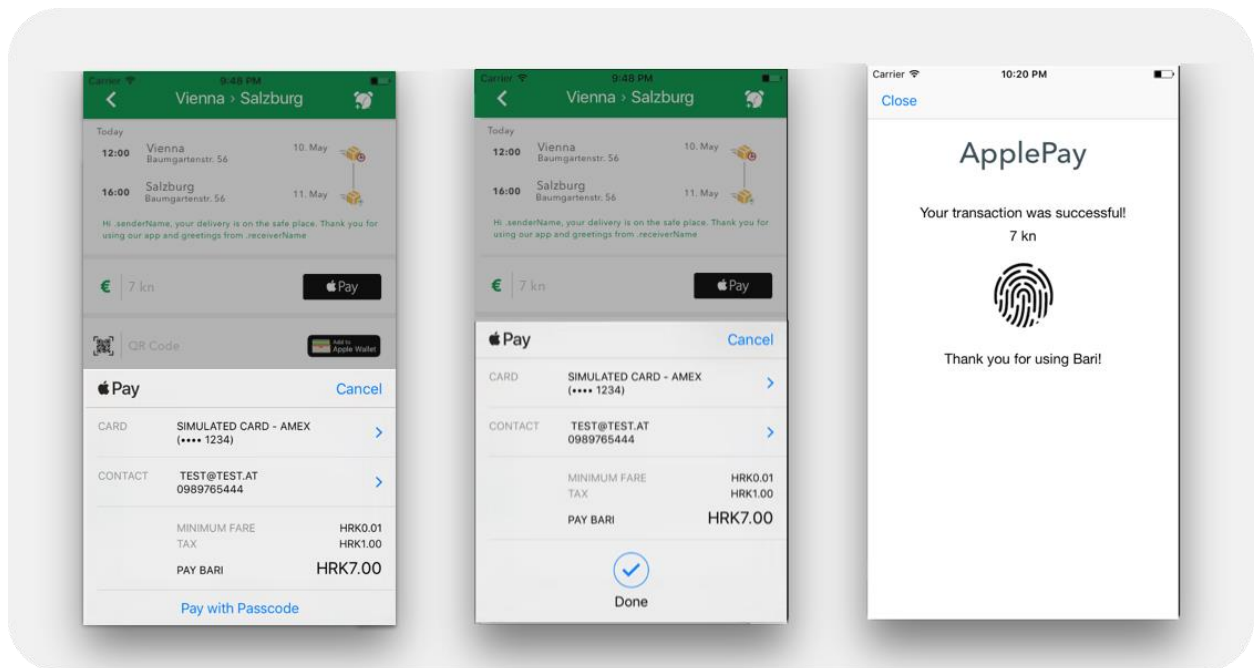 Carrier 9:48 PM
Vienna › Salzburg
Today
12:00 Vienna 10. May
Baumgartenstr. 56
16:00 Salzburg 11. May
Baumgartenstr. 56
Hi .senderName, your delivery is on the safe place. Thank you for
using our app and greetings from .receiverName
€ 7 kn Pay
QR Code Add to
Apple Wallet
Pay Cancel
CARD SIMULATED CARD - AMEX
(•••• 1234)
CONTACT TEST@TEST.AT
0989765444
MINIMUM FARE HRK0.01
TAX HRK1.00
PAY BARI HRK7.00
Pay with Passcode
Carrier 9:48 PM
Vienna › Salzburg
Today
12:00 Vienna 10. May
Baumgartenstr. 56
16:00 Salzburg 11. May
Baumgartenstr. 56
Hi .senderName, your delivery is on the safe place. Thank you for
using our app and greetings from .receiverName
€ 7 kn Pay
Pay Cancel
CARD SIMULATED CARD - AMEX
(•••• 1234)
CONTACT TEST@TEST.AT
0989765444
MINIMUM FARE HRK0.01
TAX HRK1.00
PAY BARI HRK7.00
Done
Carrier 10:20 PM
Close
ApplePay
Your transaction was successful!
7 kn
Thank you for using Bari!